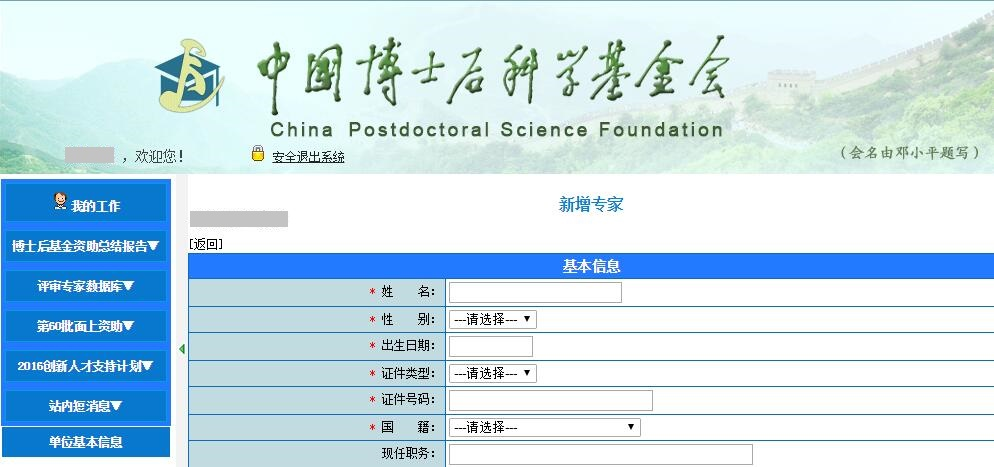 中国博士后科学基金会
China Postdoctoral Science Foundation
，欢迎您！
安全退出系统
（会名由邓小平题写）
我的工作
博士后基金资助总结报告▼
评审专家数据库▼
第60批面上资助▼
2016创新人才支持计划▼
站内短消息▼
单位基本信息
新增专家
[返回]
基本信息
* 姓 名：
* 性 别： ---请选择---
* 出生日期：
* 证件类型： ---请选择---
* 证件号码：
* 国 籍： ---请选择---
现任职务：